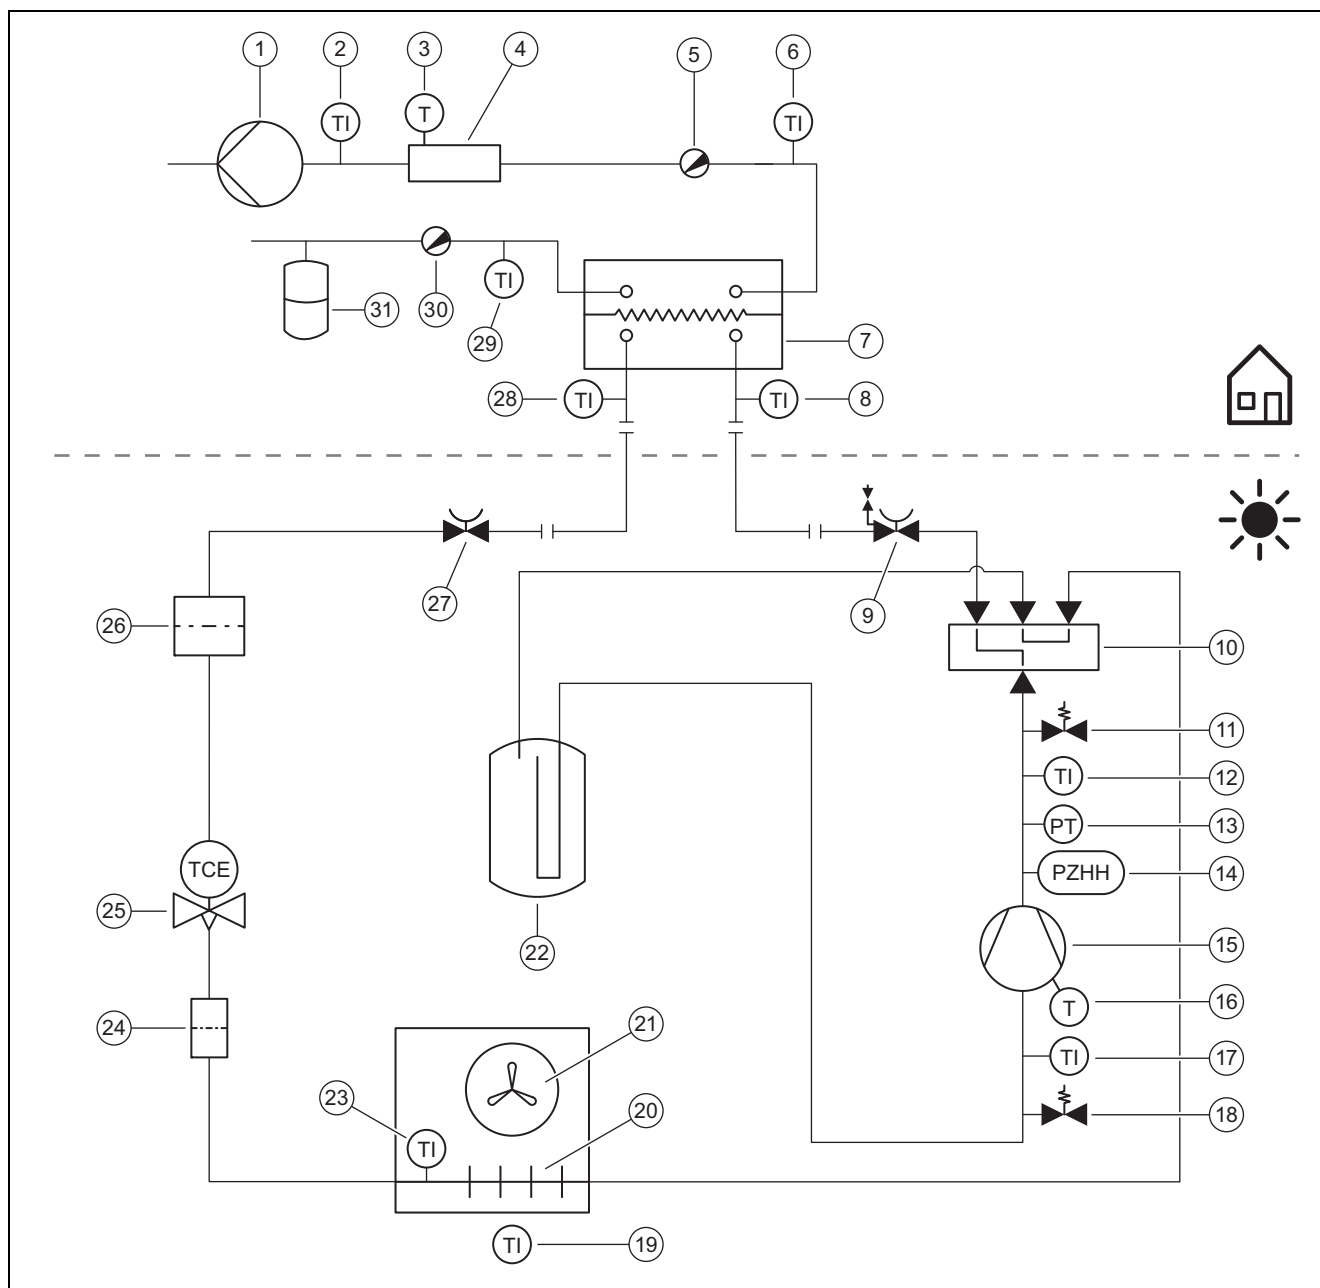 1 2 3 4 5 6
TI T TI
31 30 TI 29
7
28 TI TI 8
27 9
26 10
11
TI 12
PT 13
TCE PZHH 14
25 22 15
T 16
24 21
TI 17
23 20
TI 18
TI 19